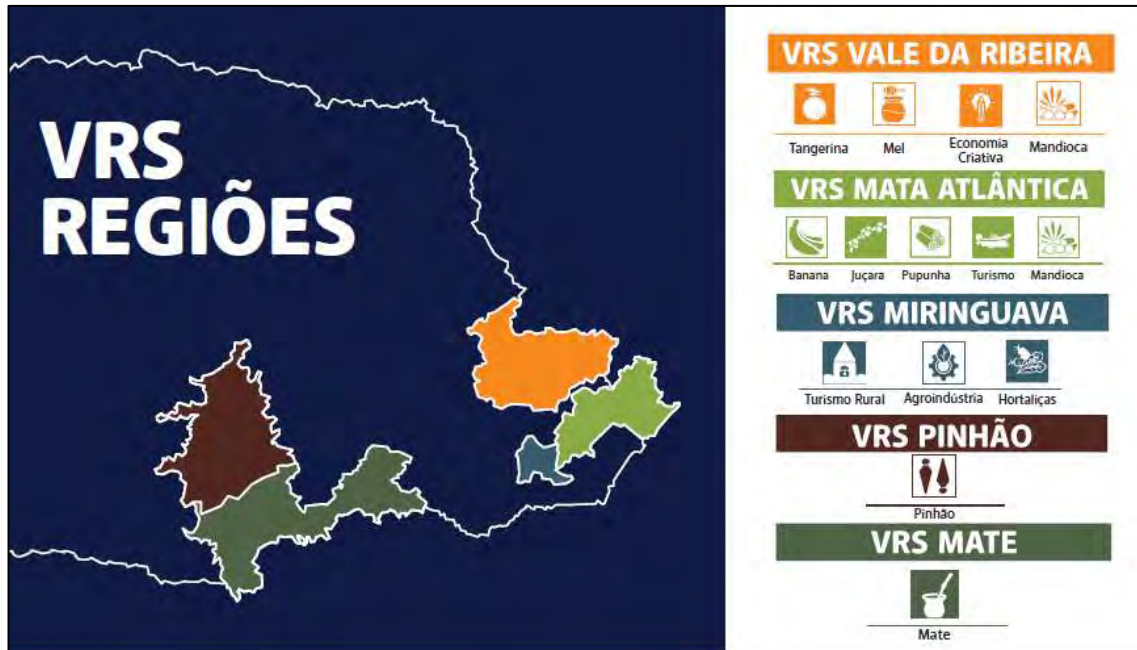 VRS
REGIÕES
VRS VALE DA RIBEIRA
Tangerina
Mel
Economia
Criativa
Mandioca
VRS MATA ATLÂNTICA
Banana
Juçara
Pupunha
Turismo
Mandioca
VRS MIRINGUAVA
Turismo Rural
Agroindústria
Hortaliças
VRS PINHÃO
Pinhão
VRS MATE
Mate